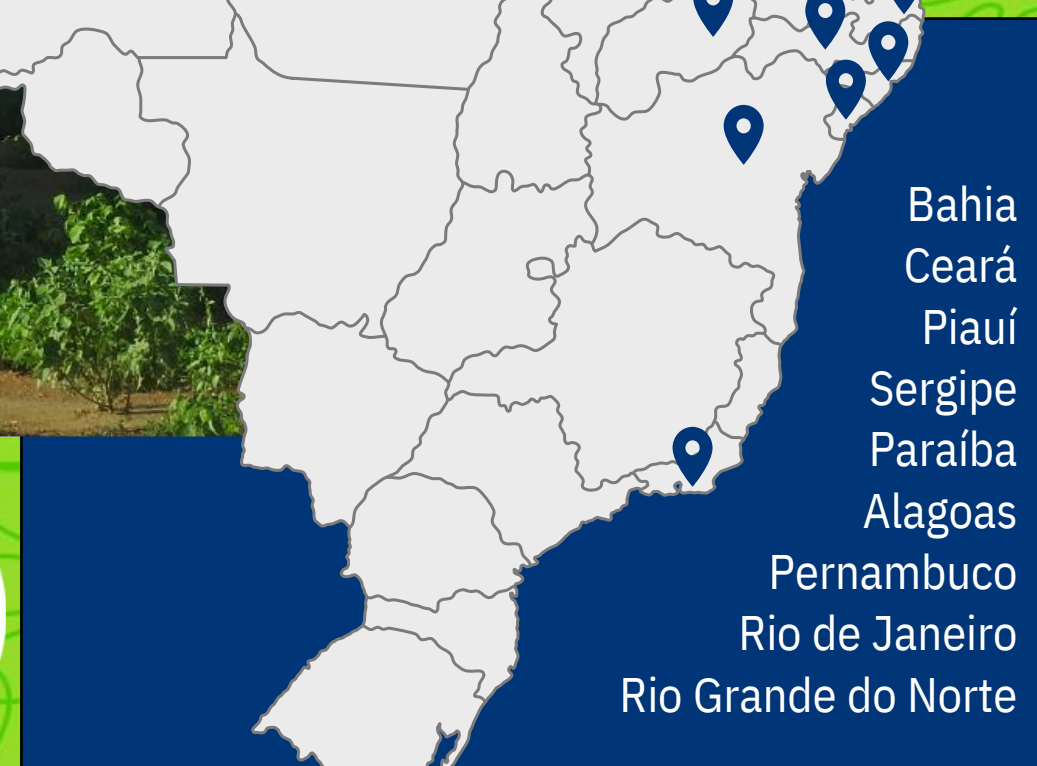 Bahia
Ceará
Piauí
Sergipe
Paraíba
Alagoas
Pernambuco
Rio de Janeiro
Rio Grande do Norte